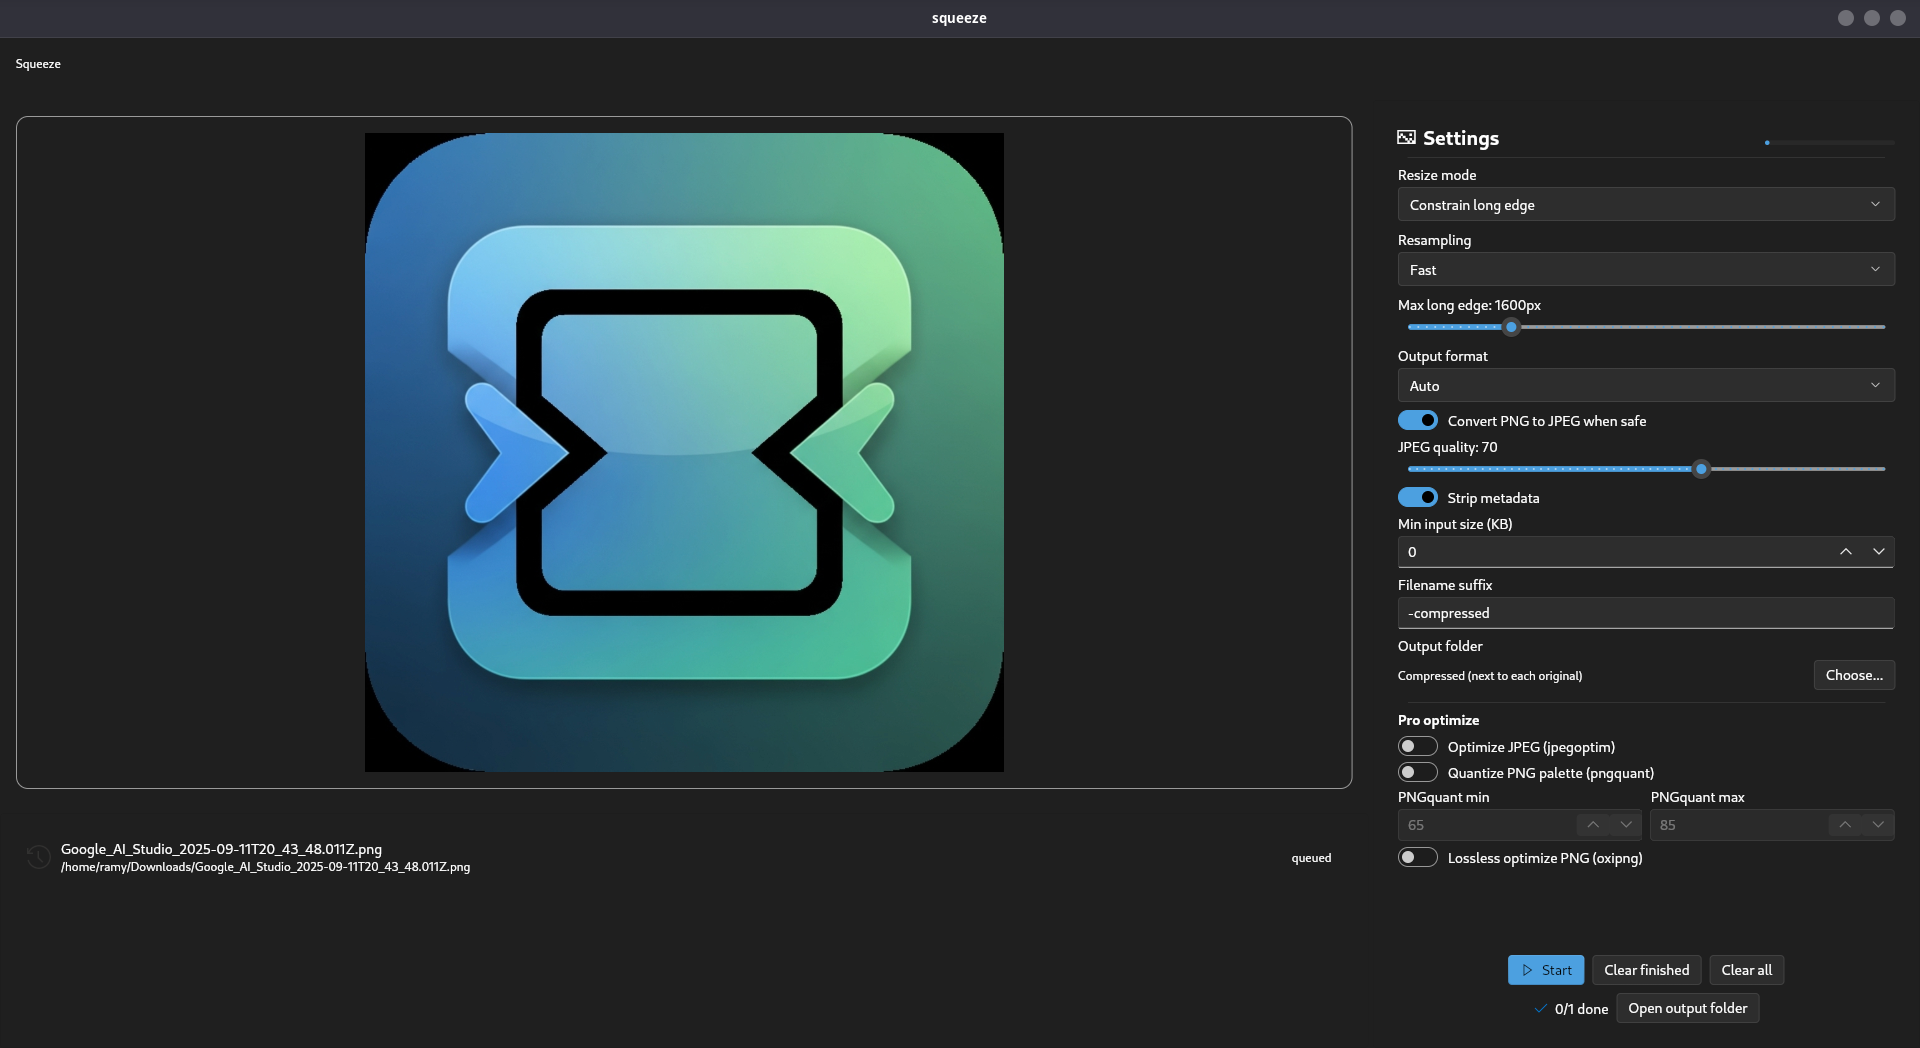 squeeze
Squeeze
Settings
Resize mode
Constrain long edge
Resampling
Fast
Max long edge: 1600px
Output format
Auto
Convert PNG to JPEG when safe
JPEG quality: 70
Strip metadata
Min input size (KB)
0
Filename suffix
-compressed
Output folder
Compressed (next to each original)
Choose...
Pro optimize
Optimize JPEG (jpegoptim)
Quantize PNG palette (pngquant)
PNGquant min PNGquant max
65 85
Lossless optimize PNG (oxipng)
Google_AI_Studio_2025-09-11T20_43_48.011Z.png
/home/ramy/Downloads/Google_AI_Studio_2025-09-11T20_43_48.011Z.png
queued
Start Clear finished Clear all
0/1 done Open output folder